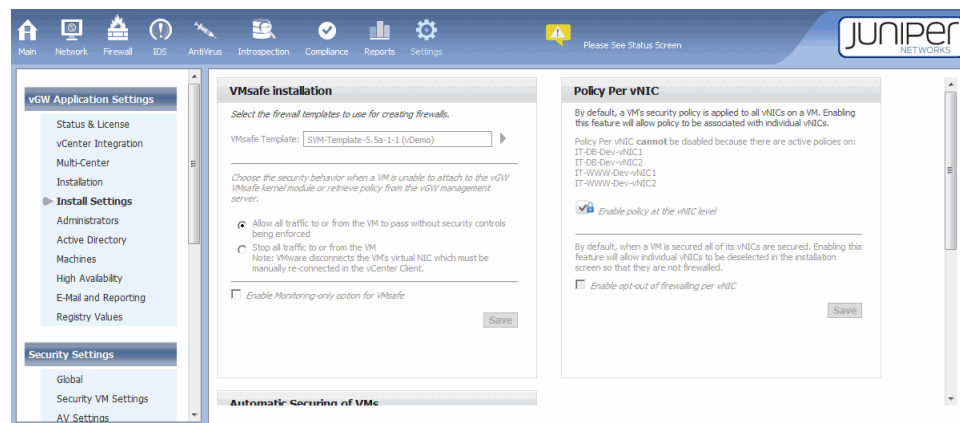 Main Network Firewall IDS AntiVirus Introspection Compliance Reports Settings
Please See Status Screen
JUNIPER
NETWORKS
vGW Application Settings
Status & License
vCenter Integration
Multi-Center
Installation
Install Settings
Administrators
Active Directory
Machines
High Availability
E-Mail and Reporting
Registry Values
Security Settings
Global
Security VM Settings
AV Settings
VMsafe installation
Select the firewall templates to use for creating firewalls.
VMsafe Template: SVM-Template-5.5a-1-1 (vDemo)
Choose the security behavior when a VM is unable to attach to the vGW
VMsafe kernel module or retrieve policy from the vGW management
server.
Allow all traffic to or from the VM to pass without security controls
being enforced
Stop all traffic to or from the VM
Note: VMware disconnects the VM's virtual NIC which must be
manually re-connected in the vCenter Client.
Enable Monitoring-only option for VMsafe
Save
Automatic Securing of VMs
Policy Per vNIC
By default, a VM's security policy is applied to all vNICs on a VM. Enabling
this feature will allow policy to be associated with individual vNICs.
Policy Per vNIC cannot be disabled because there are active policies on:
IT-DB-Dev-vNIC1
IT-DB-Dev-vNIC2
IT-WWW-Dev-vNIC1
IT-WWW-Dev-vNIC2
Enable policy at the vNIC level
By default, when a VM is secured all of its vNICs are secured. Enabling this
feature will allow individual vNICs to be deselected in the installation
screen so that they are not firewalled.
Enable opt-out of firewalling per vNIC
Save